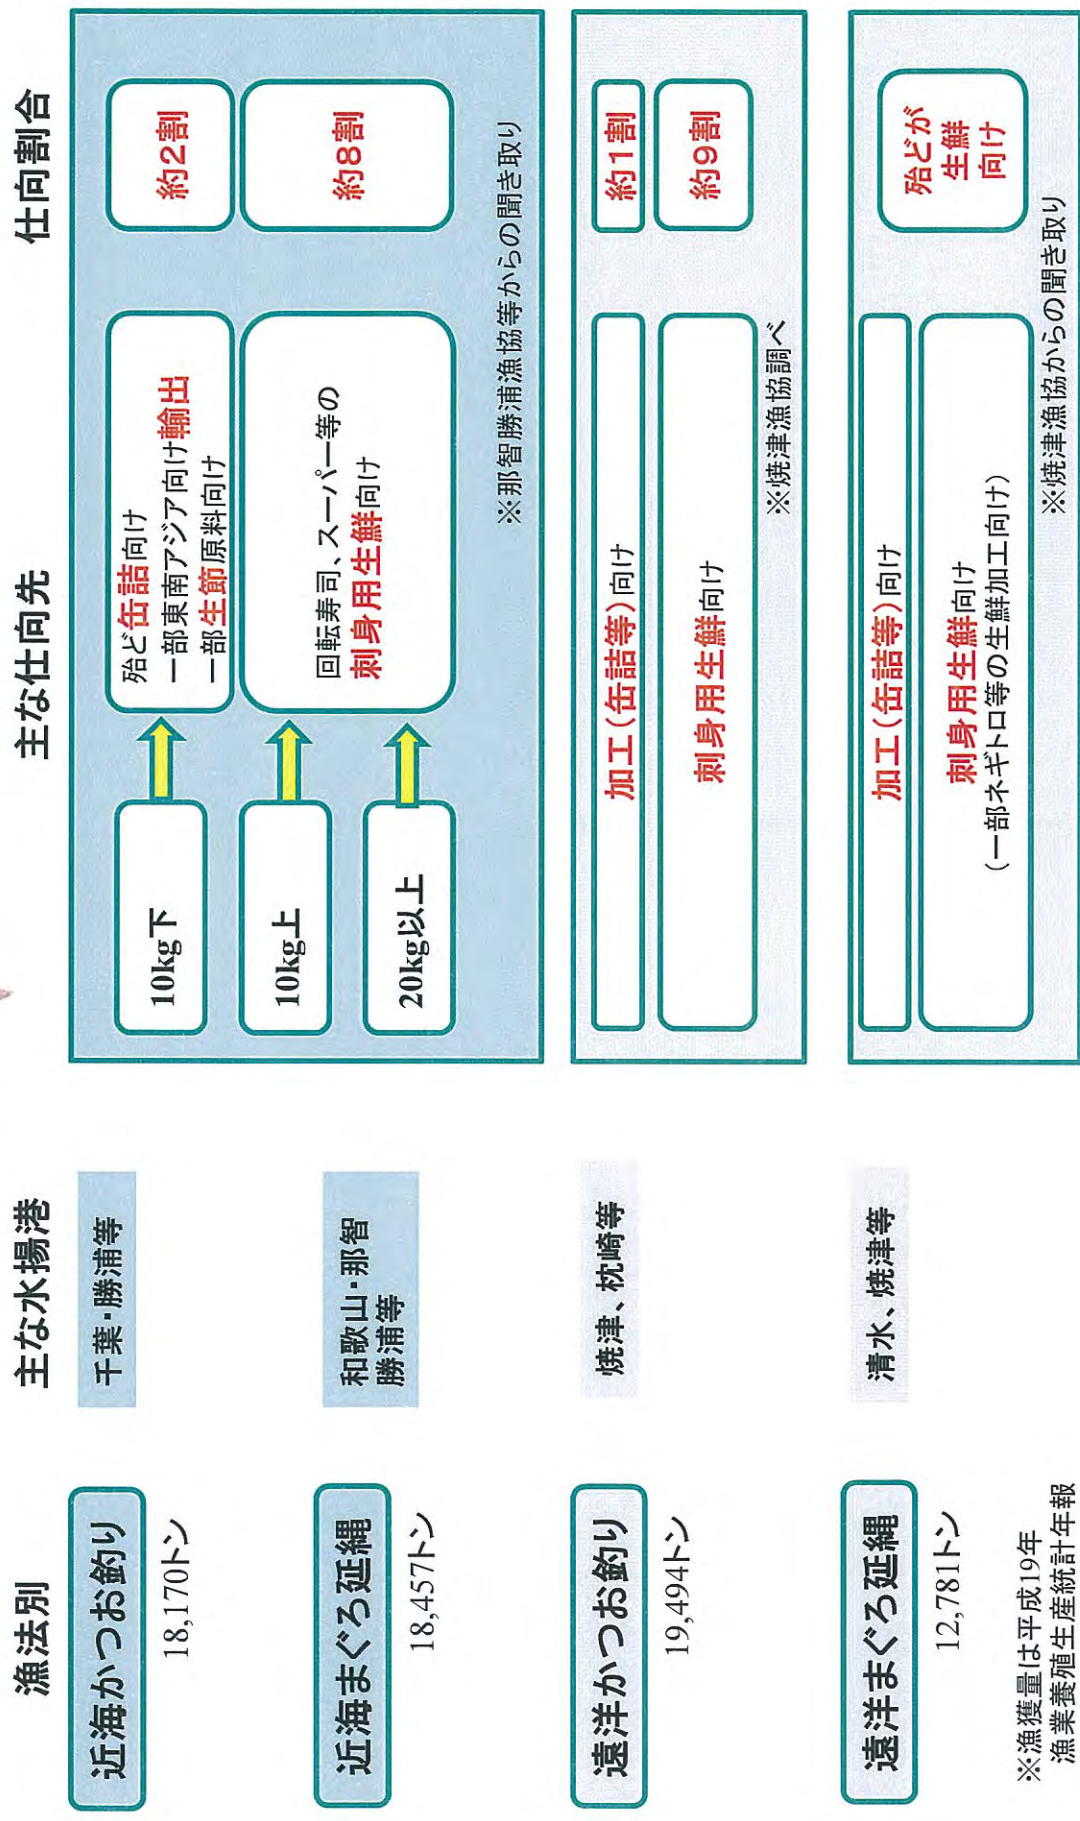 漁法別
主な水揚港
主な仕向先
仕向割合
近海かつお釣り
18,170トン
千葉・勝浦等
近海まぐろ延縄
18,457トン
和歌山・那智
勝浦等
10kg下
10kg上
20kg以上
殆ど缶詰向け
一部東南アジア向け輸出
一部生節原料向け
回転寿司、スーパー等の
刺身用生鮮向け
約2割
約8割
※那智勝浦漁協等からの聞き取り
遠洋かつお釣り
19,494トン
焼津、枕崎等
加工(缶詰等)向け
刺身用生鮮向け
約1割
約9割
※焼津漁協調べ
遠洋まぐろ延縄
12,781トン
清水、焼津等
加工(缶詰等)向け
刺身用生鮮向け
(一部ネギトロ等の生鮮加工向け)
殆どが
生鮮
向け
※焼津漁協からの聞き取り
※漁獲量は平成19年
漁業養殖生産統計年報